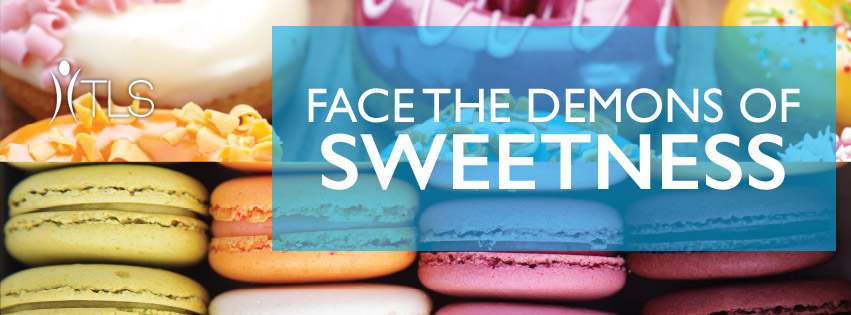 TLS
FACE THE DEMONS OF
SWEETNESS